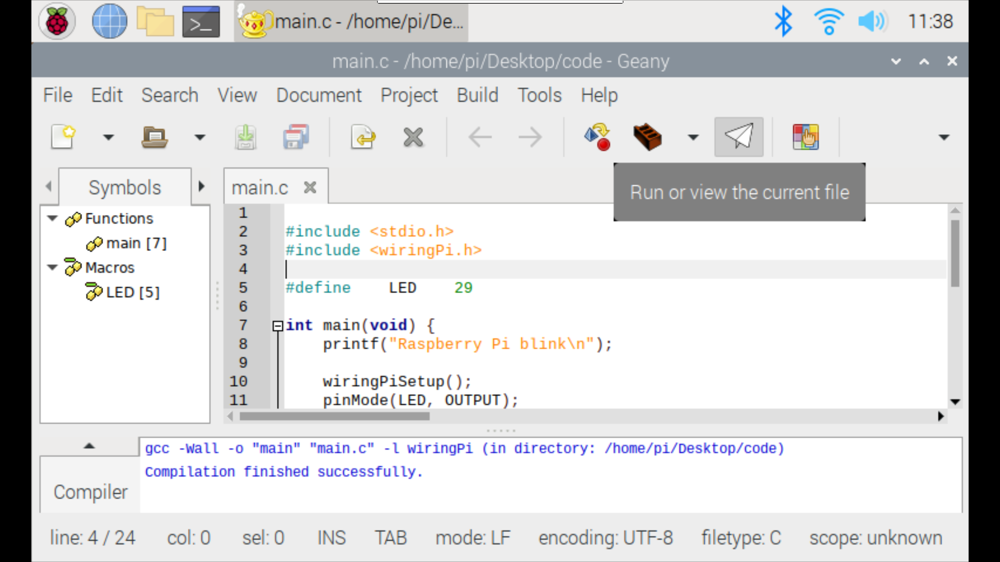 main.c - /home/pi/De...
11:38
main.c - /home/pi/Desktop/code - Geany
File Edit Search View Document Project Build Tools Help
Run or view the current file
Symbols
main.c
Functions
main [7]
Macros
LED [5]
1
2 #include <stdio.h>
3 #include <wiringPi.h>
4
5 #define    LED    29
6
7 int main(void) {
8     printf("Raspberry Pi blink\n");
9
10     wiringPiSetup();
11     pinMode(LED, OUTPUT);
gcc -Wall -o "main" "main.c" -l wiringPi (in directory: /home/pi/Desktop/code)
Compilation finished successfully.
Compiler
line: 4 / 24 col: 0 sel: 0 INS TAB mode: LF encoding: UTF-8 filetype: C scope: unknown